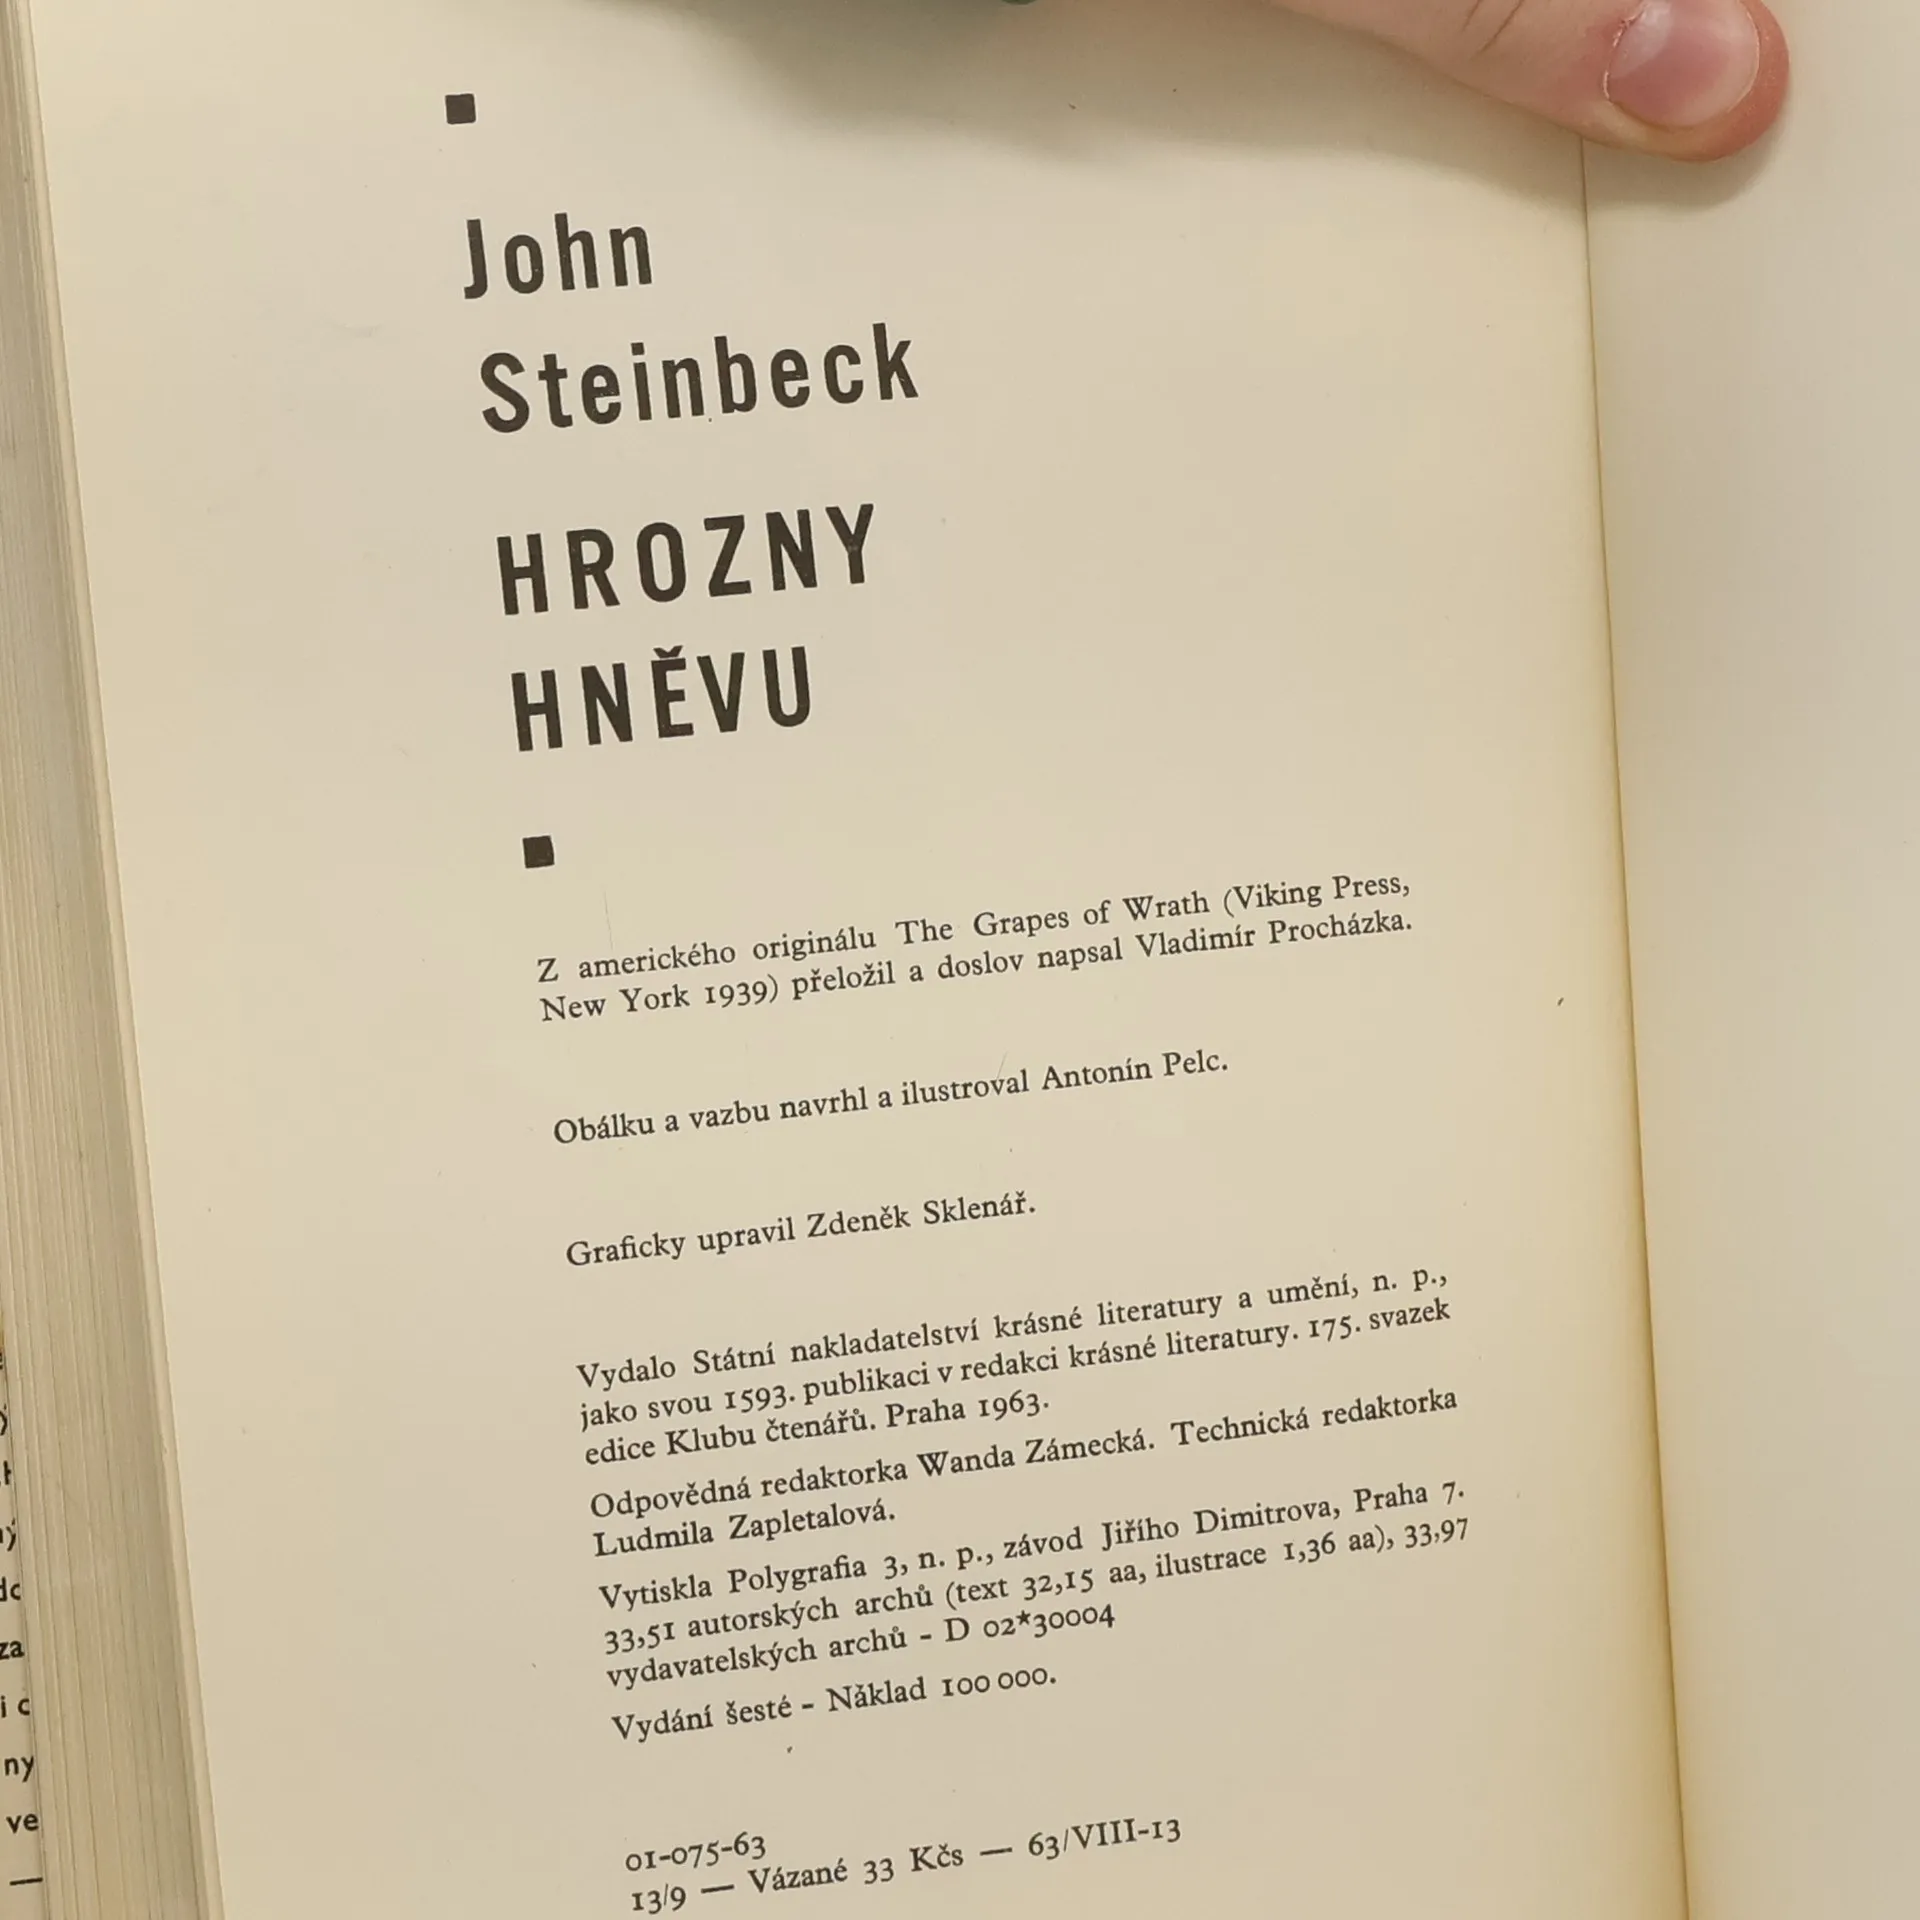 John
Steinbeck
HROZNY
HNĚVU
Z amerického originálu The Grapes of Wrath (Viking Press,
New York 1939) přeložil a doslov napsal Vladimír Procházka.
Obálku a vazbu navrhl a ilustroval Antonín Pelc.
Graficky upravil Zdeněk Sklenář.
Vydalo Státní nakladatelství krásné literatury a umění, n. p.,
jako svou 1593. publikaci v redakci krásné literatury. 175. svazek
edice Klubu čtenářů. Praha 1963.
Odpovědná redaktorka Wanda Zámecká. Technická redaktorka
Ludmila Zapletalová.
Vytiskla Polygrafia 3, n. p., závod Jiřího Dimitrova, Praha 7.
33,51 autorských archů (text 32,15 aa, ilustrace 1,36 aa), 33,97
vydavatelských archů - D 02*30004
Vydání šesté - Náklad 100 000.
01-075-63
13/9 — Vázané 33 Kčs — 63/VIII-13
za
ny
ve
—